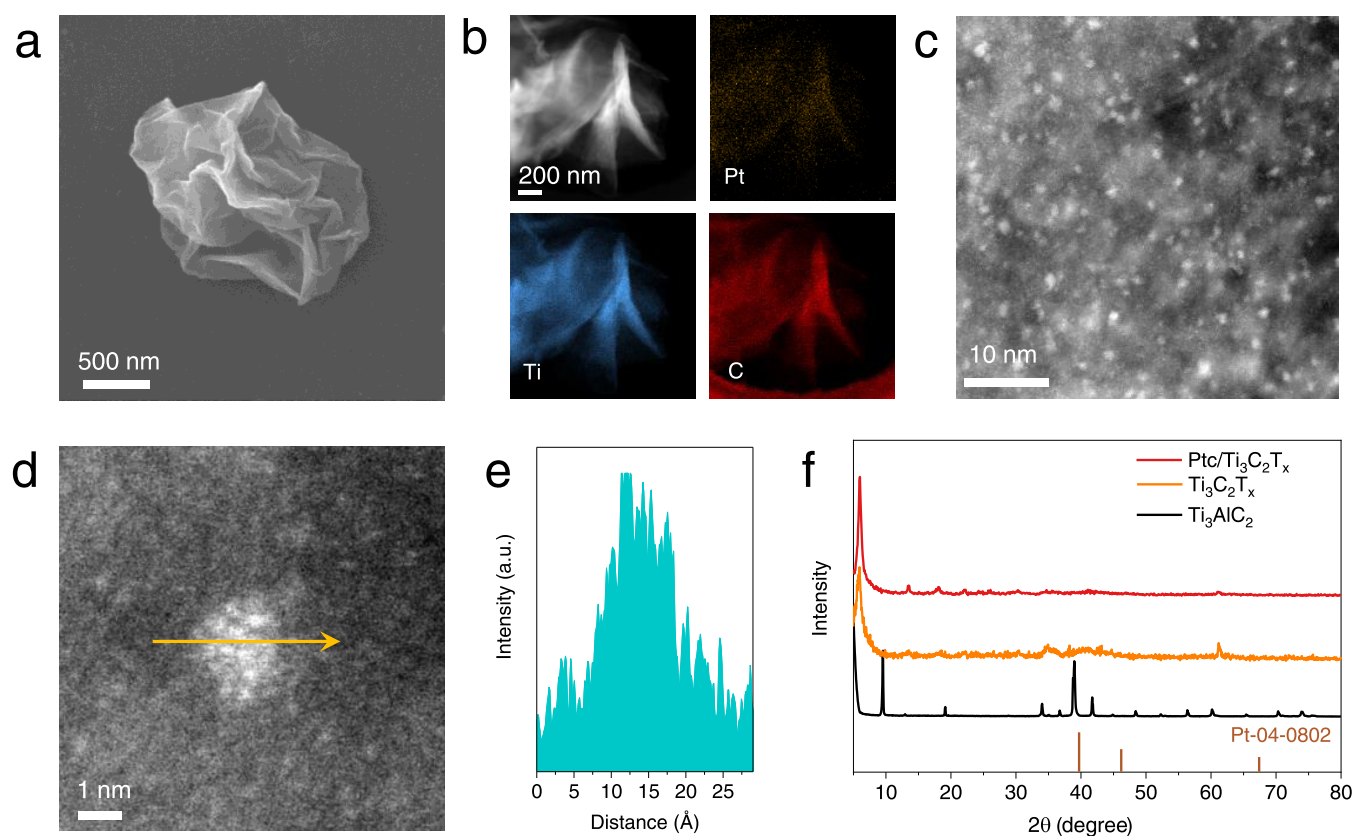 a
500 nm
b
200 nm
Pt
Ti
C
c
10 nm
d
1 nm
e
Intensity (a.u.)
0 5 10 15 20 25
Distance (Å)
f
Intensity
Ptc/Ti₃C₂Tₓ
Ti₃C₂Tₓ
Ti₃AlC₂
Pt-04-0802
10 20 30 40 50 60 70 80
2θ (degree)